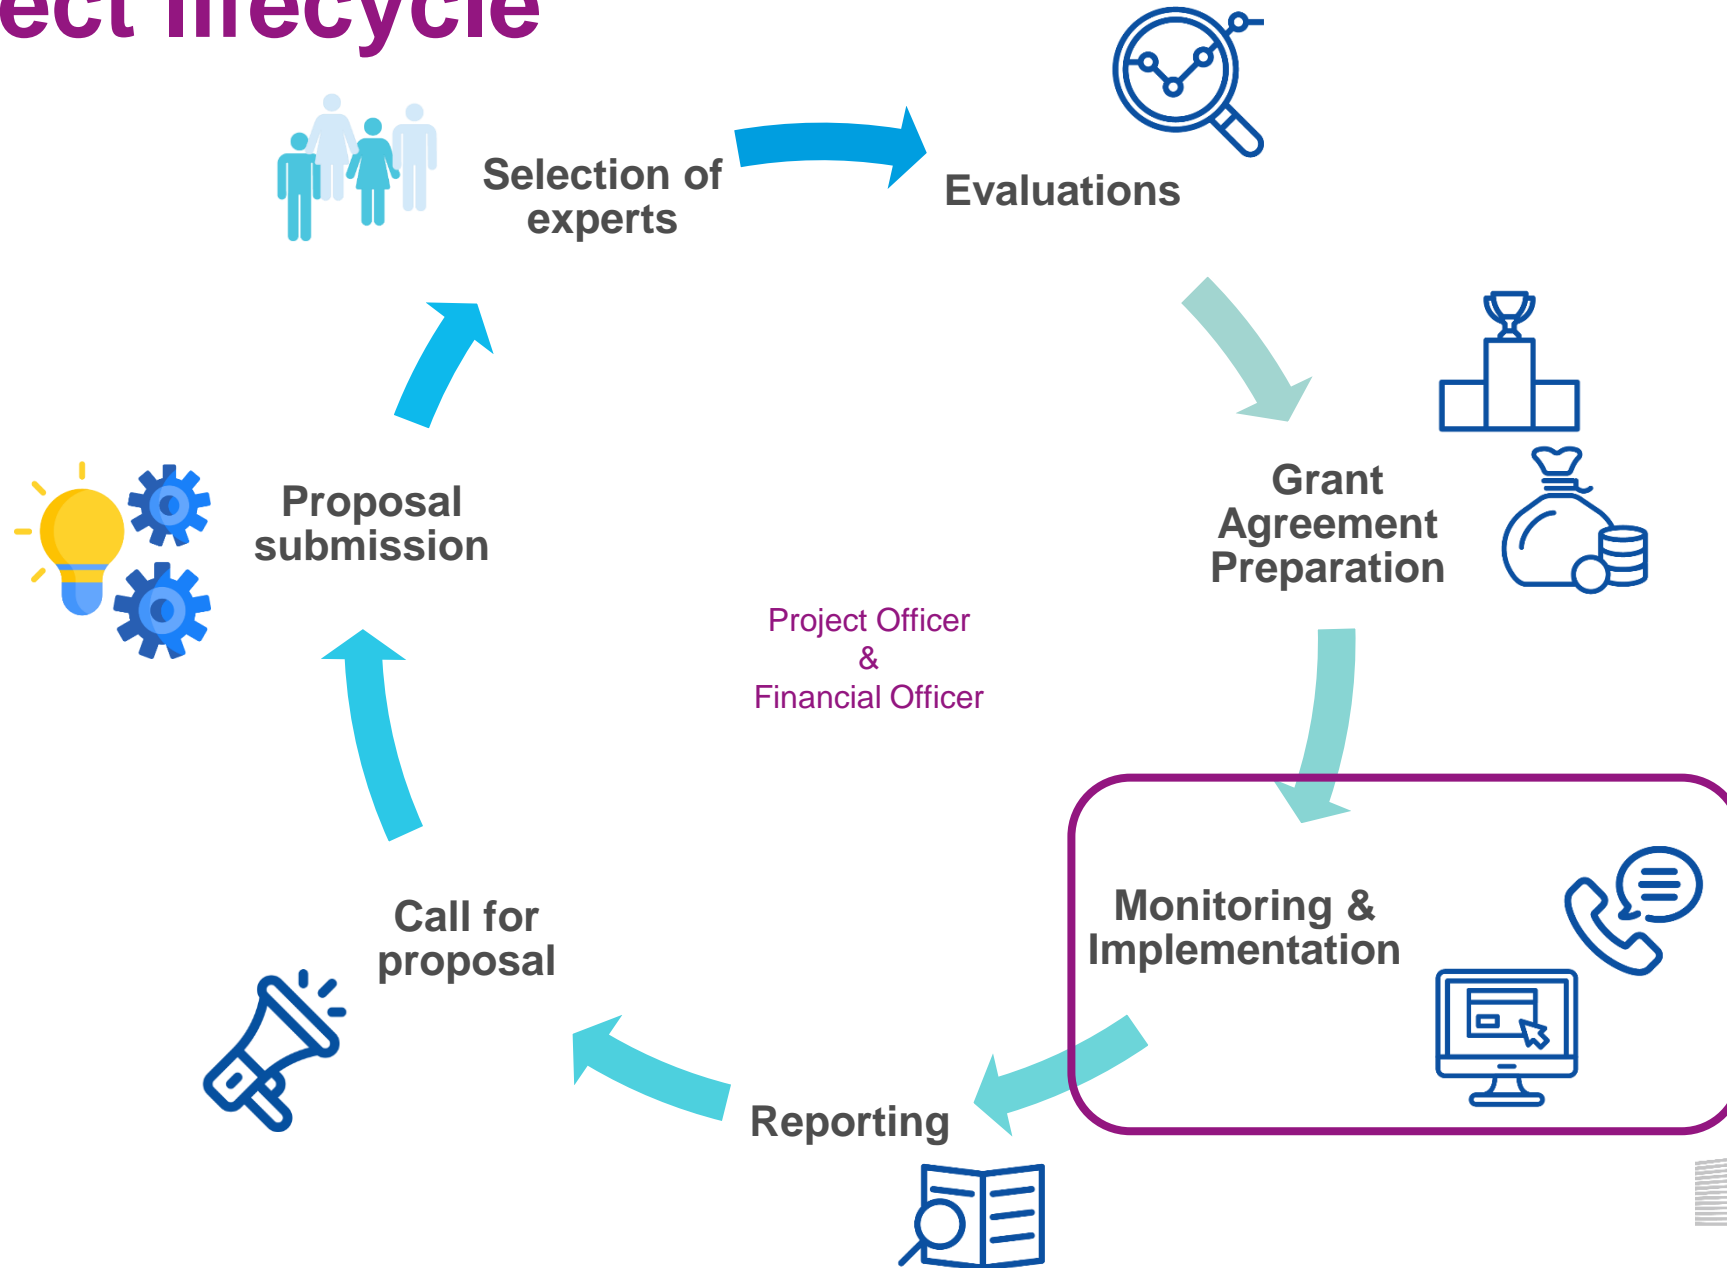 ect lifecycle
Selection of
experts
Evaluations
Proposal
submission
Grant
Agreement
Preparation
Project Officer
&
Financial Officer
Call for
proposal
Monitoring &
Implementation
Reporting